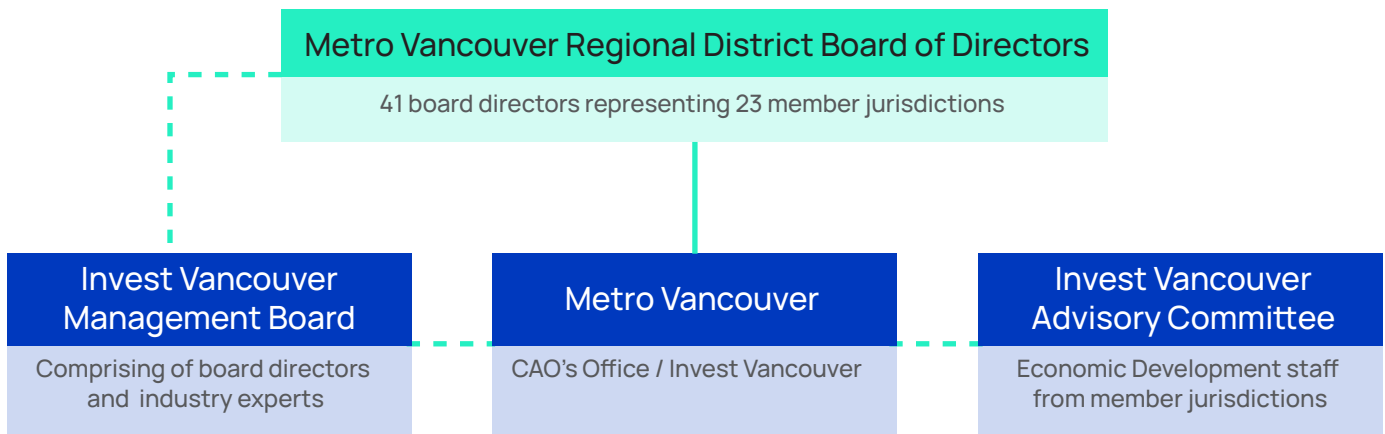 Metro Vancouver Regional District Board of Directors
41 board directors representing 23 member jurisdictions
Invest Vancouver
Management Board
Comprising of board directors
and industry experts
Metro Vancouver
CAO's Office / Invest Vancouver
Invest Vancouver
Advisory Committee
Economic Development staff
from member jurisdictions